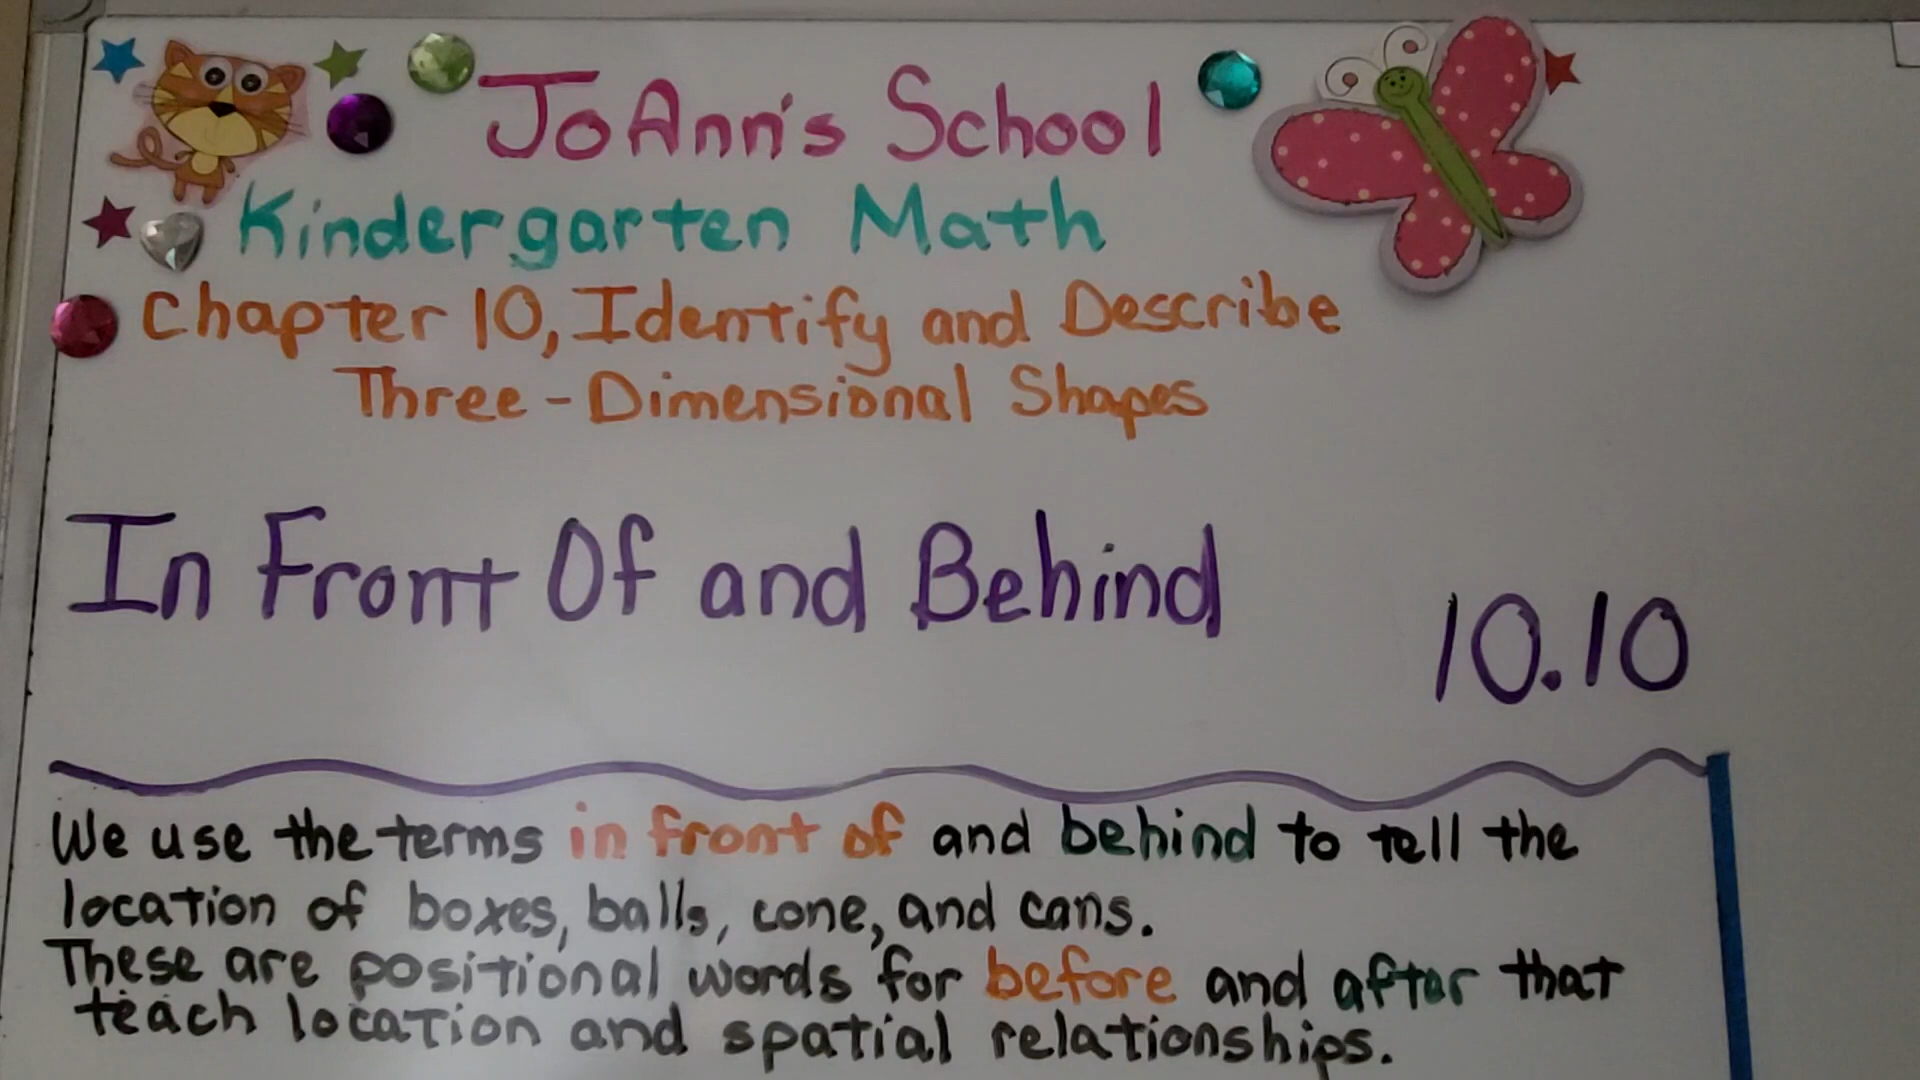 JoAnn's School
Kindergarten Math
Chapter 10, Identify and Describe
Three-Dimensional Shapes
In Front Of and Behind
10.10
We use the terms in front of and behind to tell the
location of boxes, balls, cone, and cans.
These are positional words for before and after that
teach location and spatial relationships.